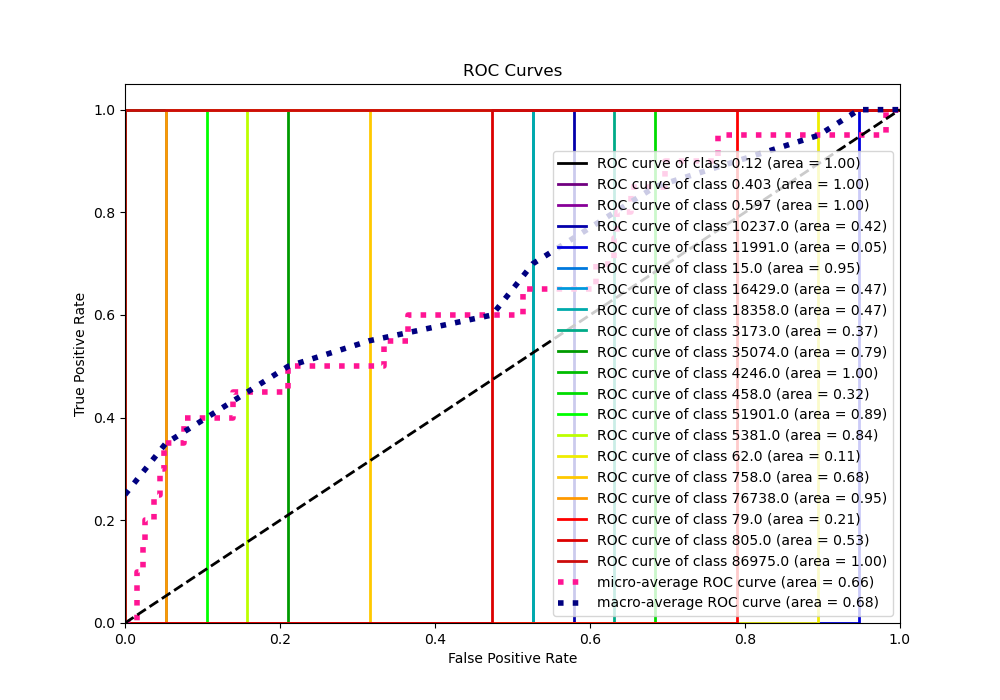 ROC Curves
True Positive Rate
1.0
0.8
0.6
0.4
0.2
0.0
ROC curve of class 0.12 (area = 1.00)
ROC curve of class 0.403 (area = 1.00)
ROC curve of class 0.597 (area = 1.00)
ROC curve of class 10237.0 (area = 0.42)
ROC curve of class 11991.0 (area = 0.05)
ROC curve of class 15.0 (area = 0.95)
ROC curve of class 16429.0 (area = 0.47)
ROC curve of class 18358.0 (area = 0.47)
ROC curve of class 3173.0 (area = 0.37)
ROC curve of class 35074.0 (area = 0.79)
ROC curve of class 4246.0 (area = 1.00)
ROC curve of class 458.0 (area = 0.32)
ROC curve of class 51901.0 (area = 0.89)
ROC curve of class 5381.0 (area = 0.84)
ROC curve of class 62.0 (area = 0.11)
ROC curve of class 758.0 (area = 0.68)
ROC curve of class 76738.0 (area = 0.95)
ROC curve of class 79.0 (area = 0.21)
ROC curve of class 805.0 (area = 0.53)
ROC curve of class 86975.0 (area = 1.00)
micro-average ROC curve (area = 0.66)
macro-average ROC curve (area = 0.68)
0.0 0.2 0.4 0.6 0.8 1.0
False Positive Rate